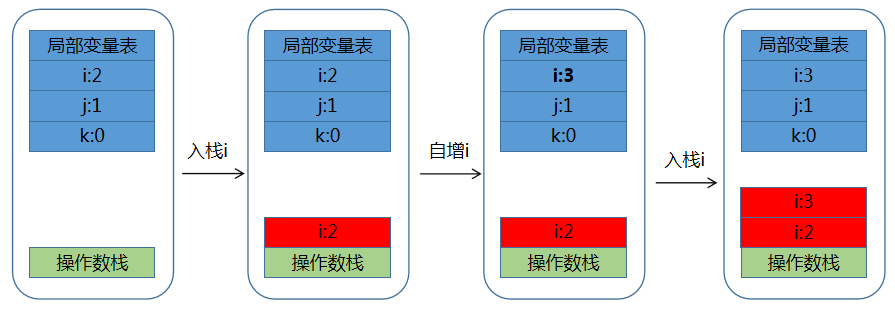 局部变量表
i:2
j:1
k:0
操作数栈
入栈i
局部变量表
i:2
j:1
k:0
i:2
操作数栈
自增i
局部变量表
i:3
j:1
k:0
i:2
操作数栈
入栈i
局部变量表
i:3
j:1
k:0
i:3
i:2
操作数栈